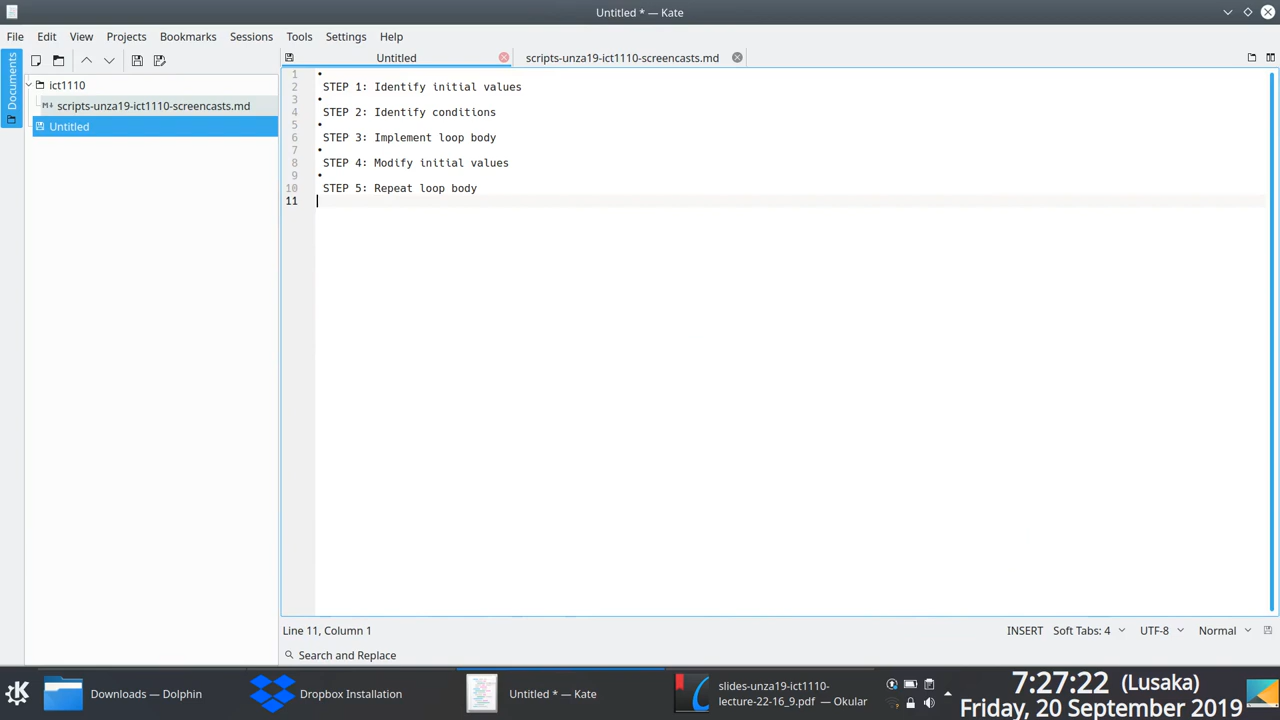 Untitled * — Kate
File Edit View Projects Bookmarks Sessions Tools Settings Help
Documents
Untitled scripts-unza19-ict1110-screencasts.md
ict1110
scripts-unza19-ict1110-screencasts.md
Untitled
1 •
2 STEP 1: Identify initial values
3 •
4 STEP 2: Identify conditions
5 •
6 STEP 3: Implement loop body
7 •
8 STEP 4: Modify initial values
9 •
10 STEP 5: Repeat loop body
11
Line 11, Column 1 INSERT Soft Tabs: 4 UTF-8 Normal
Search and Replace
Downloads — Dolphin
Dropbox Installation
Untitled * — Kate
slides-unza19-ict1110-
lecture-22-16_9.pdf — Okular
7:27:22 (Lusaka)
Friday, 20 September 2019